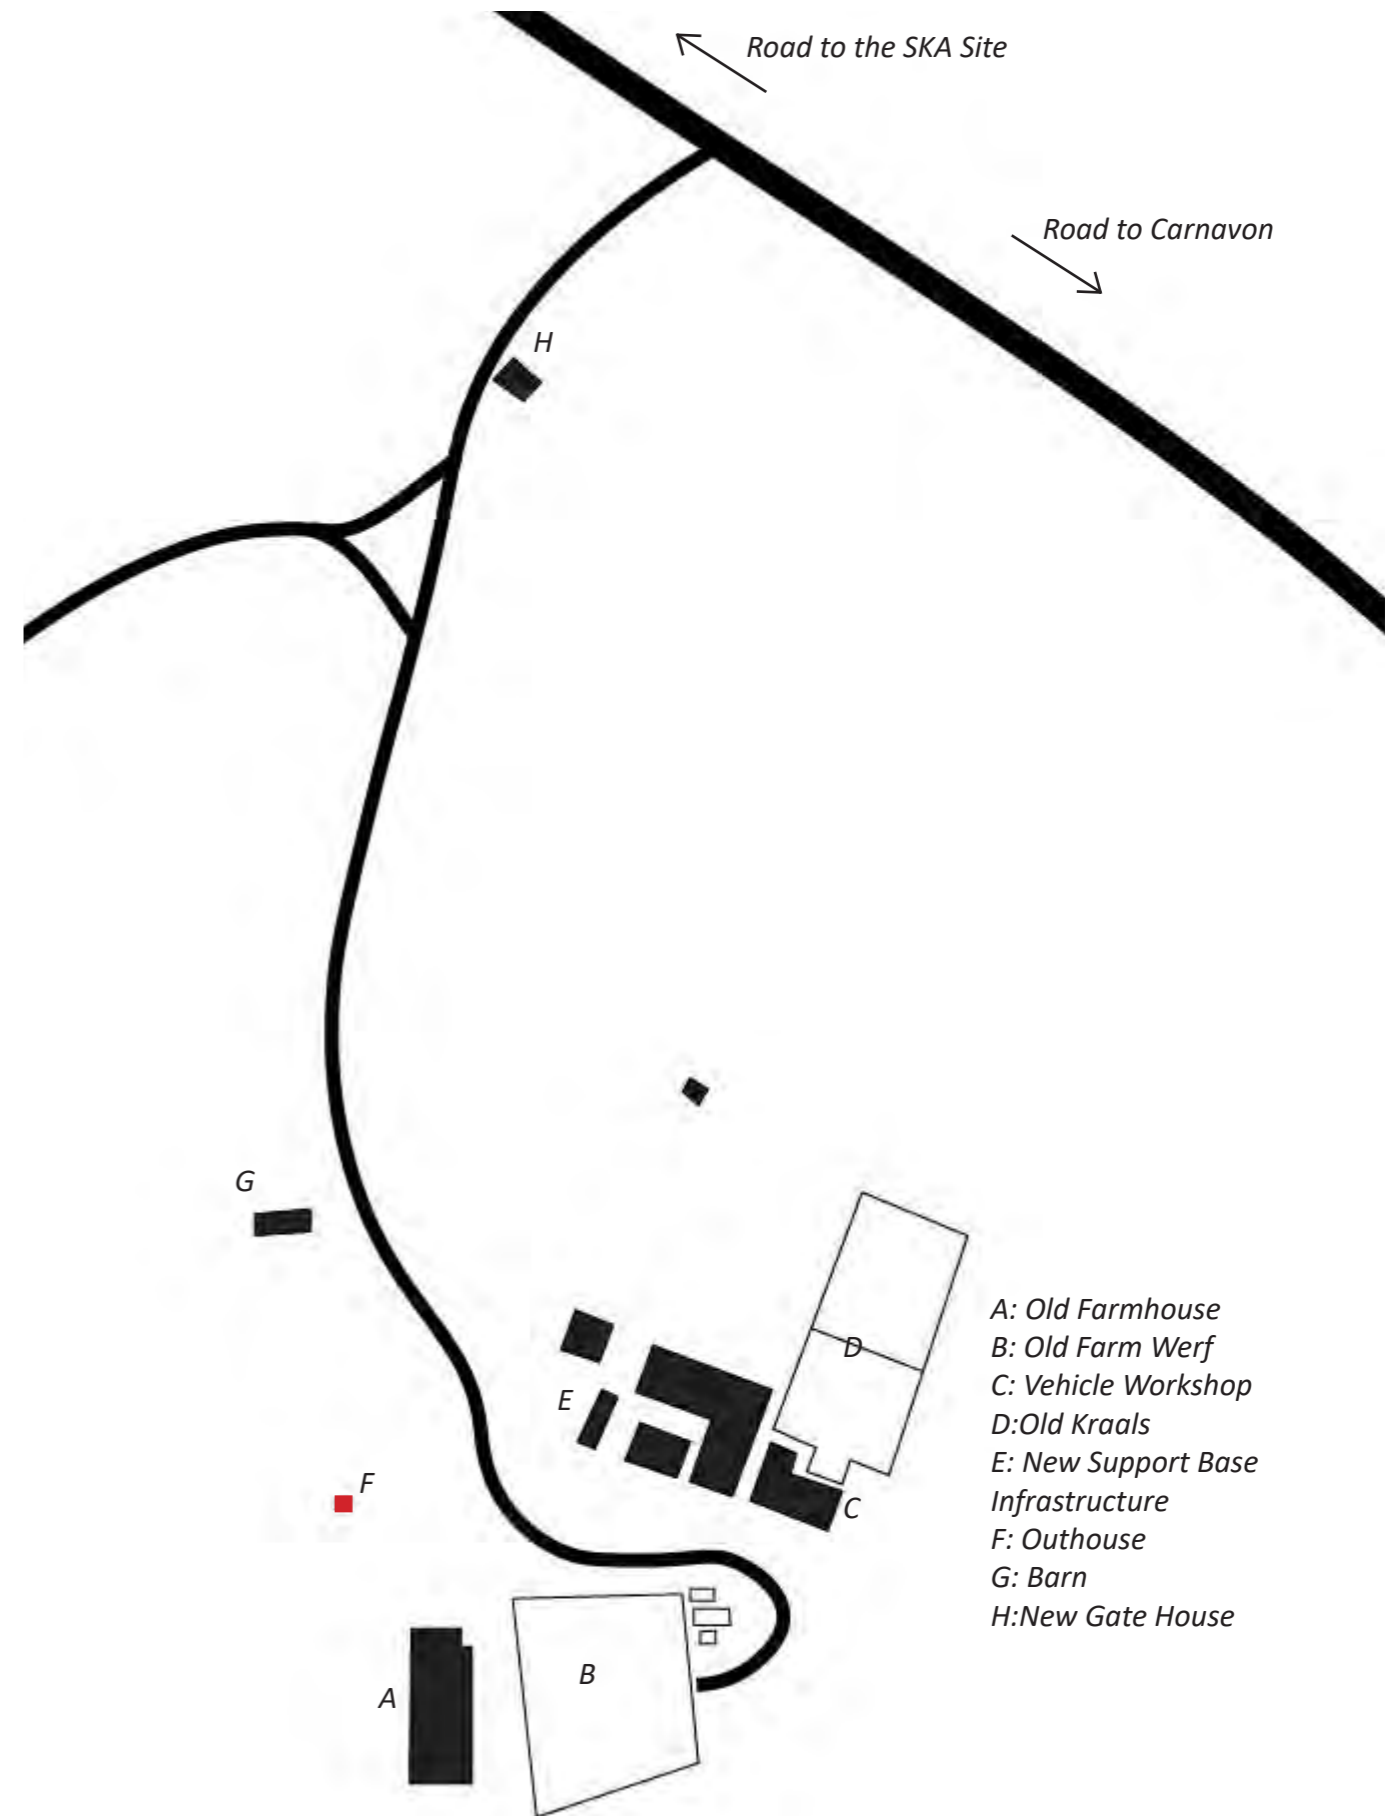 Road to the SKA Site
Road to Carnavon
H
G
D
E
F
C
B
A
A: Old Farmhouse
B: Old Farm Werf
C: Vehicle Workshop
D:Old Kraals
E: New Support Base
Infrastructure
F: Outhouse
G: Barn
H:New Gate House